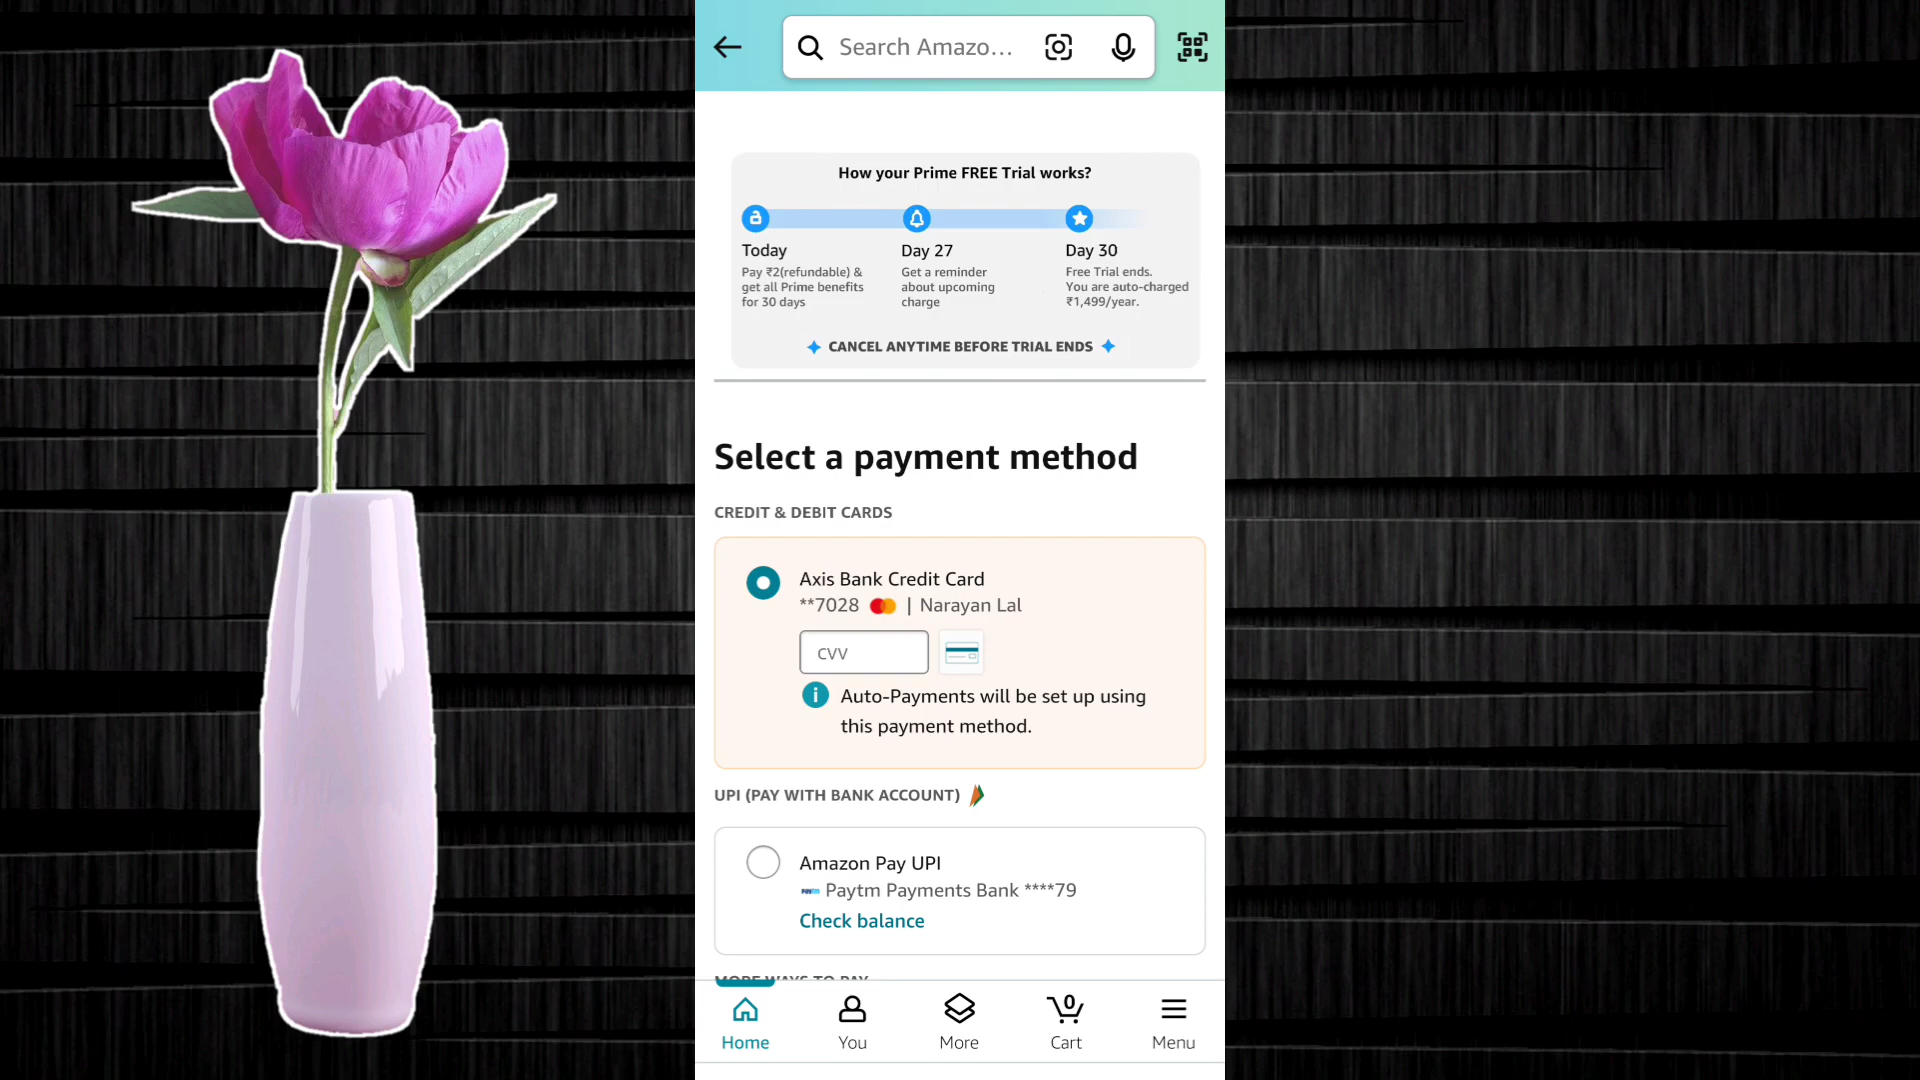 Search Amazo...
How your Prime FREE Trial works?
Today
Pay ₹2(refundable) &
get all Prime benefits
for 30 days
Day 27
Get a reminder
about upcoming
charge
Day 30
Free Trial ends.
You are auto-charged
₹1,499/year.
CANCEL ANYTIME BEFORE TRIAL ENDS
Select a payment method
CREDIT & DEBIT CARDS
Axis Bank Credit Card
**7028 | Narayan Lal
CVV
Auto-Payments will be set up using
this payment method.
UPI (PAY WITH BANK ACCOUNT)
Amazon Pay UPI
Paytm Payments Bank ****79
Check balance
MORE WAYS TO PAY
Home
You
More
0
Cart
Menu